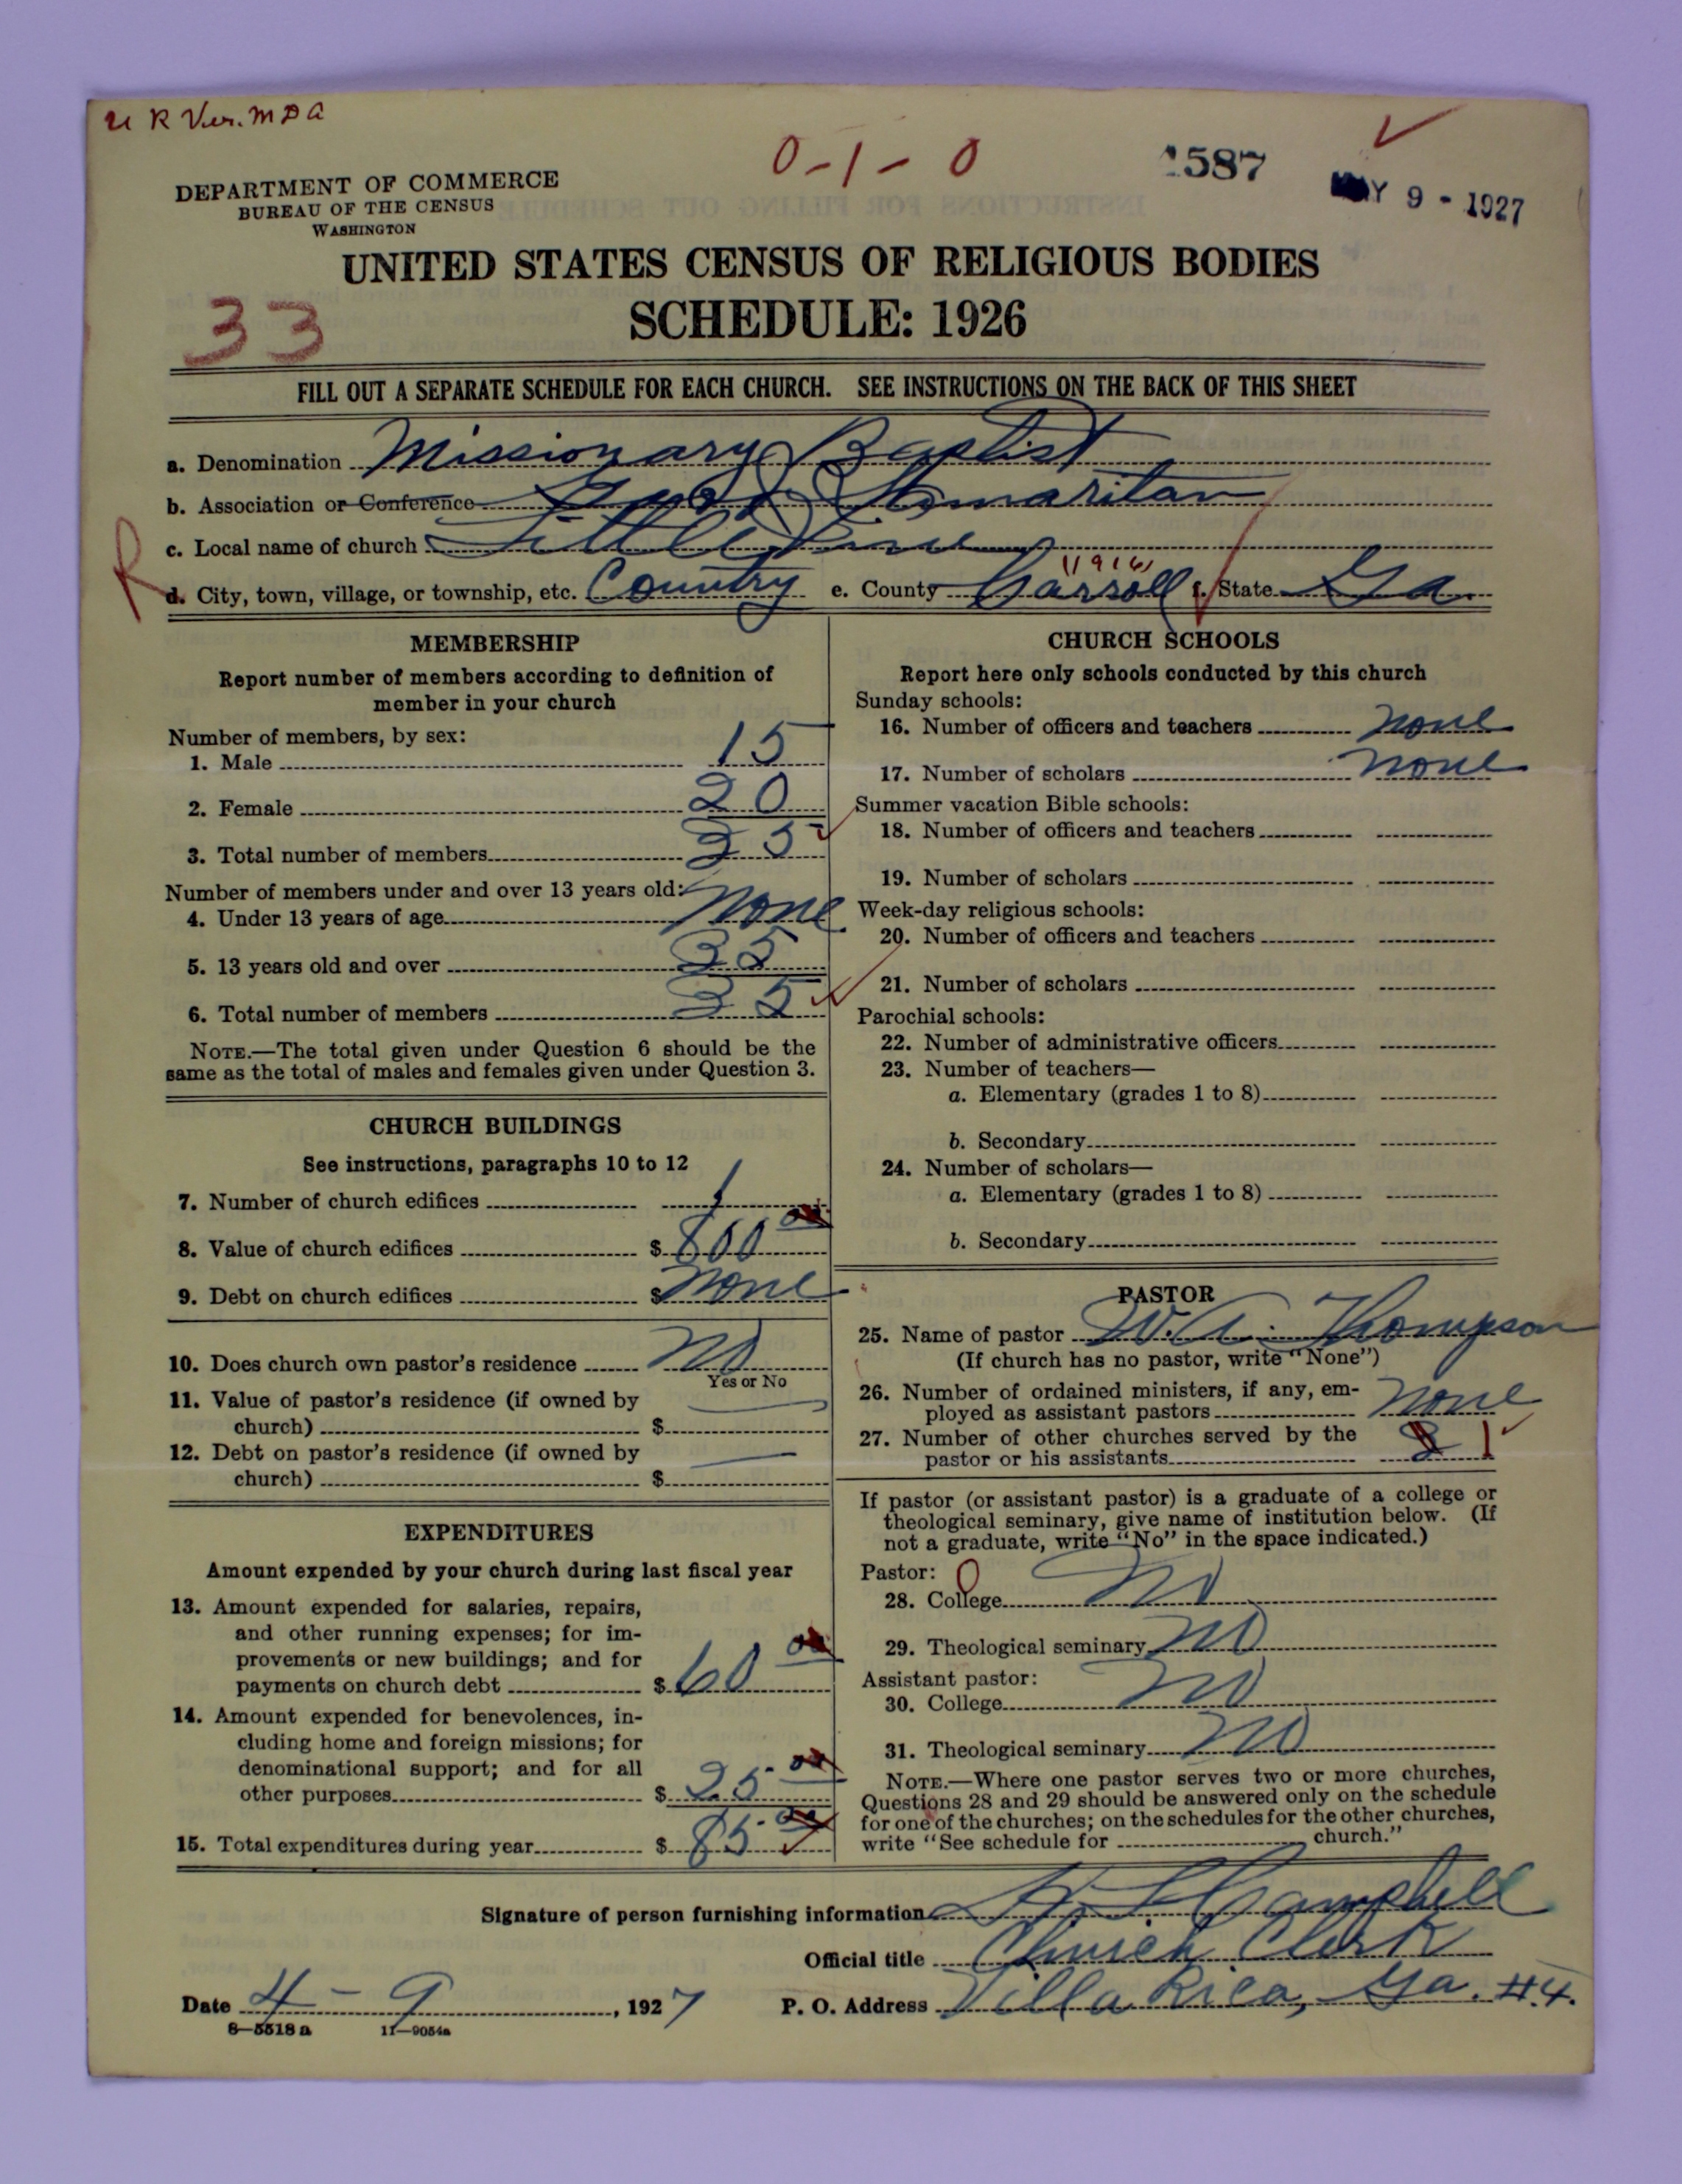 DEPARTMENT OF COMMERCE
BUREAU OF THE CENSUS
WASHINGTON
0-1-0
1587
MAY 9 - 1927
UNITED STATES CENSUS OF RELIGIOUS BODIES
SCHEDULE: 1926
33
FILL OUT A SEPARATE SCHEDULE FOR EACH CHURCH. SEE INSTRUCTIONS ON THE BACK OF THIS SHEET
a. Denomination Missionary Baptist
b. Association or Conference Good Samaritan
c. Local name of church Little Vine
R
(1916)
d. City, town, village, or township, etc. Country e. County Carroll f. State Ga.
MEMBERSHIP
Report number of members according to definition of
member in your church
Number of members, by sex:
1. Male 15
2. Female 20
3. Total number of members 35
Number of members under and over 13 years old:
4. Under 13 years of age None
5. 13 years old and over 35
6. Total number of members 35
NOTE.—The total given under Question 6 should be the
same as the total of males and females given under Question 3.
CHURCH BUILDINGS
See instructions, paragraphs 10 to 12
7. Number of church edifices 1
8. Value of church edifices $ 800 00
9. Debt on church edifices $ None
10. Does church own pastor's residence No
Yes or No
11. Value of pastor's residence (if owned by
church) $
12. Debt on pastor's residence (if owned by
church) $
EXPENDITURES
Amount expended by your church during last fiscal year
13. Amount expended for salaries, repairs,
and other running expenses; for im-
provements or new buildings; and for
payments on church debt $ 60 00
14. Amount expended for benevolences, in-
cluding home and foreign missions; for
denominational support; and for all
other purposes $ 25 00
15. Total expenditures during year $ 85 00
CHURCH SCHOOLS
Report here only schools conducted by this church
Sunday schools:
16. Number of officers and teachers None
17. Number of scholars None
Summer vacation Bible schools:
18. Number of officers and teachers
19. Number of scholars
Week-day religious schools:
20. Number of officers and teachers
21. Number of scholars
Parochial schools:
22. Number of administrative officers
23. Number of teachers—
a. Elementary (grades 1 to 8)
b. Secondary
24. Number of scholars—
a. Elementary (grades 1 to 8)
b. Secondary
PASTOR
25. Name of pastor W. A. Thompson
(If church has no pastor, write "None")
26. Number of ordained ministers, if any, em-
ployed as assistant pastors None
27. Number of other churches served by the
pastor or his assistants 1
If pastor (or assistant pastor) is a graduate of a college or
theological seminary, give name of institution below. (If
not a graduate, write "No" in the space indicated.)
Pastor: 0
28. College No
29. Theological seminary No
Assistant pastor:
30. College No
31. Theological seminary No
NOTE.—Where one pastor serves two or more churches,
Questions 28 and 29 should be answered only on the schedule
for one of the churches; on the schedules for the other churches,
write "See schedule for church."
Signature of person furnishing information Campbell
Official title Church Clerk
Date 4 - 9, 1927 P. O. Address Villa Rica, Ga. #4.
8—5518 a 11—9054a